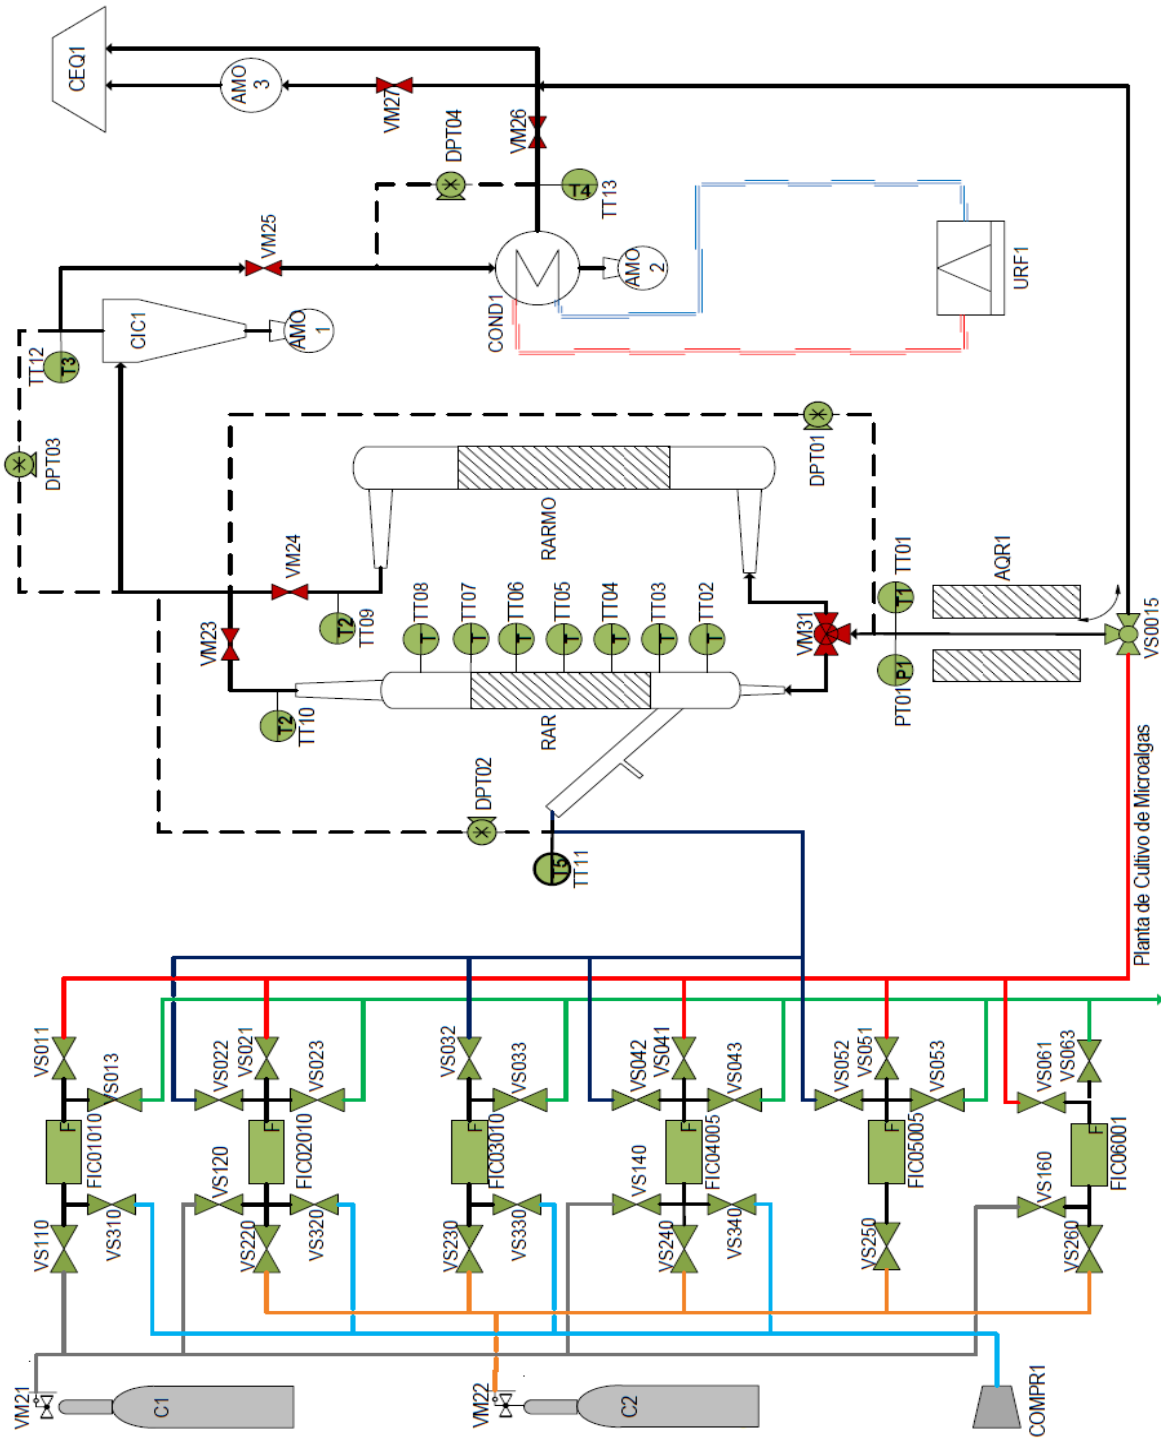 CEQ1
AMO
3
VM27
DPT04
VM26
T4
TT13
VM25
CIC1
AMO
1
TT12
T3
DPT03
COND1
AMO
2
URF1
DPT01
RARMO
VM24
T2
TT09
VM23
T2
TT10
TT08
T
TT07
T
TT06
T
TT05
T
TT04
T
TT03
T
TT02
T
RAR
VM31
TT01
T1
PT01
P1
AQR1
VS0015
DPT02
T5
TT11
Planta de Cultivo de Microalgas
VS011
VS013
VS022
VS021
VS023
VS032
VS033
VS042
VS041
VS043
VS052
VS051
VS053
VS061
VS063
F
FIC01010
F
FIC02010
F
FIC03010
F
FIC04005
F
FIC05005
F
FIC06001
VS110
VS310
VS120
VS220
VS320
VS230
VS330
VS140
VS240
VS340
VS250
VS160
VS260
VM21
C1
VM22
C2
COMPR1